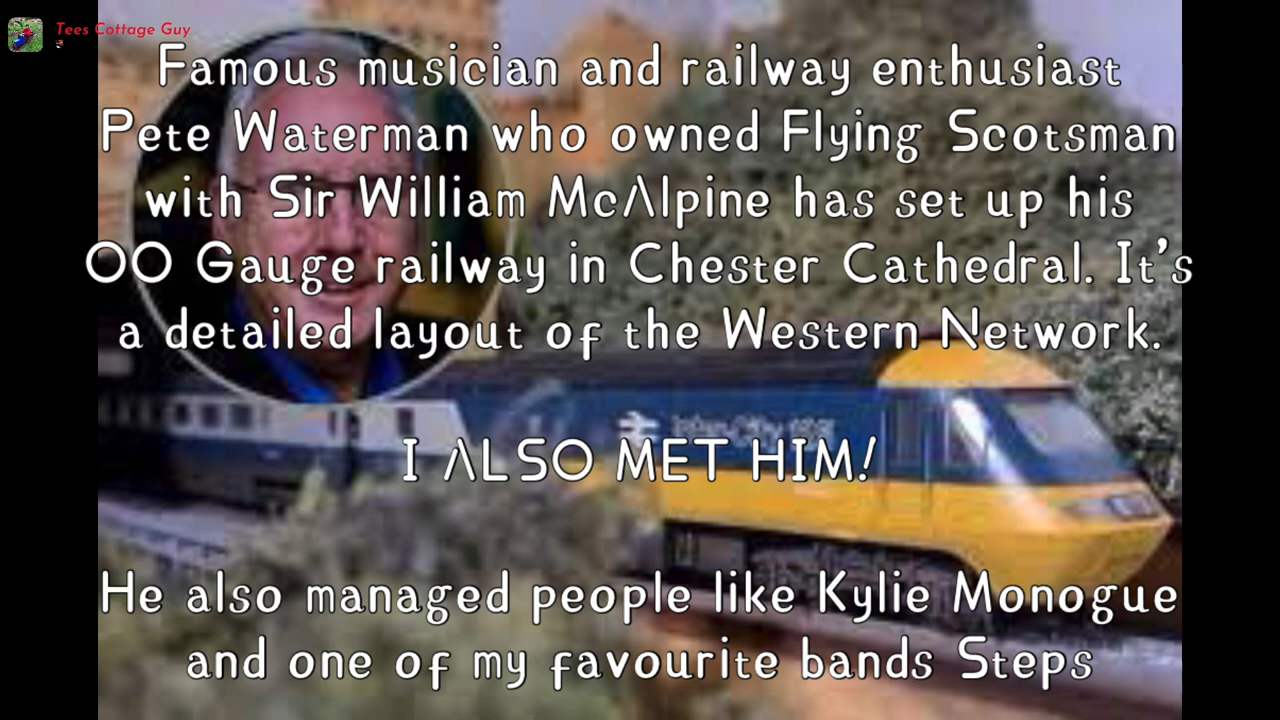 Tees Cottage Guy
Famous musician and railway enthusiast
Pete Waterman who owned Flying Scotsman
with Sir William McAlpine has set up his
OO Gauge railway in Chester Cathedral. It's
a detailed layout of the Western Network.
I ALSO MET HIM!
He also managed people like Kylie Monogue
and one of my favourite bands Steps